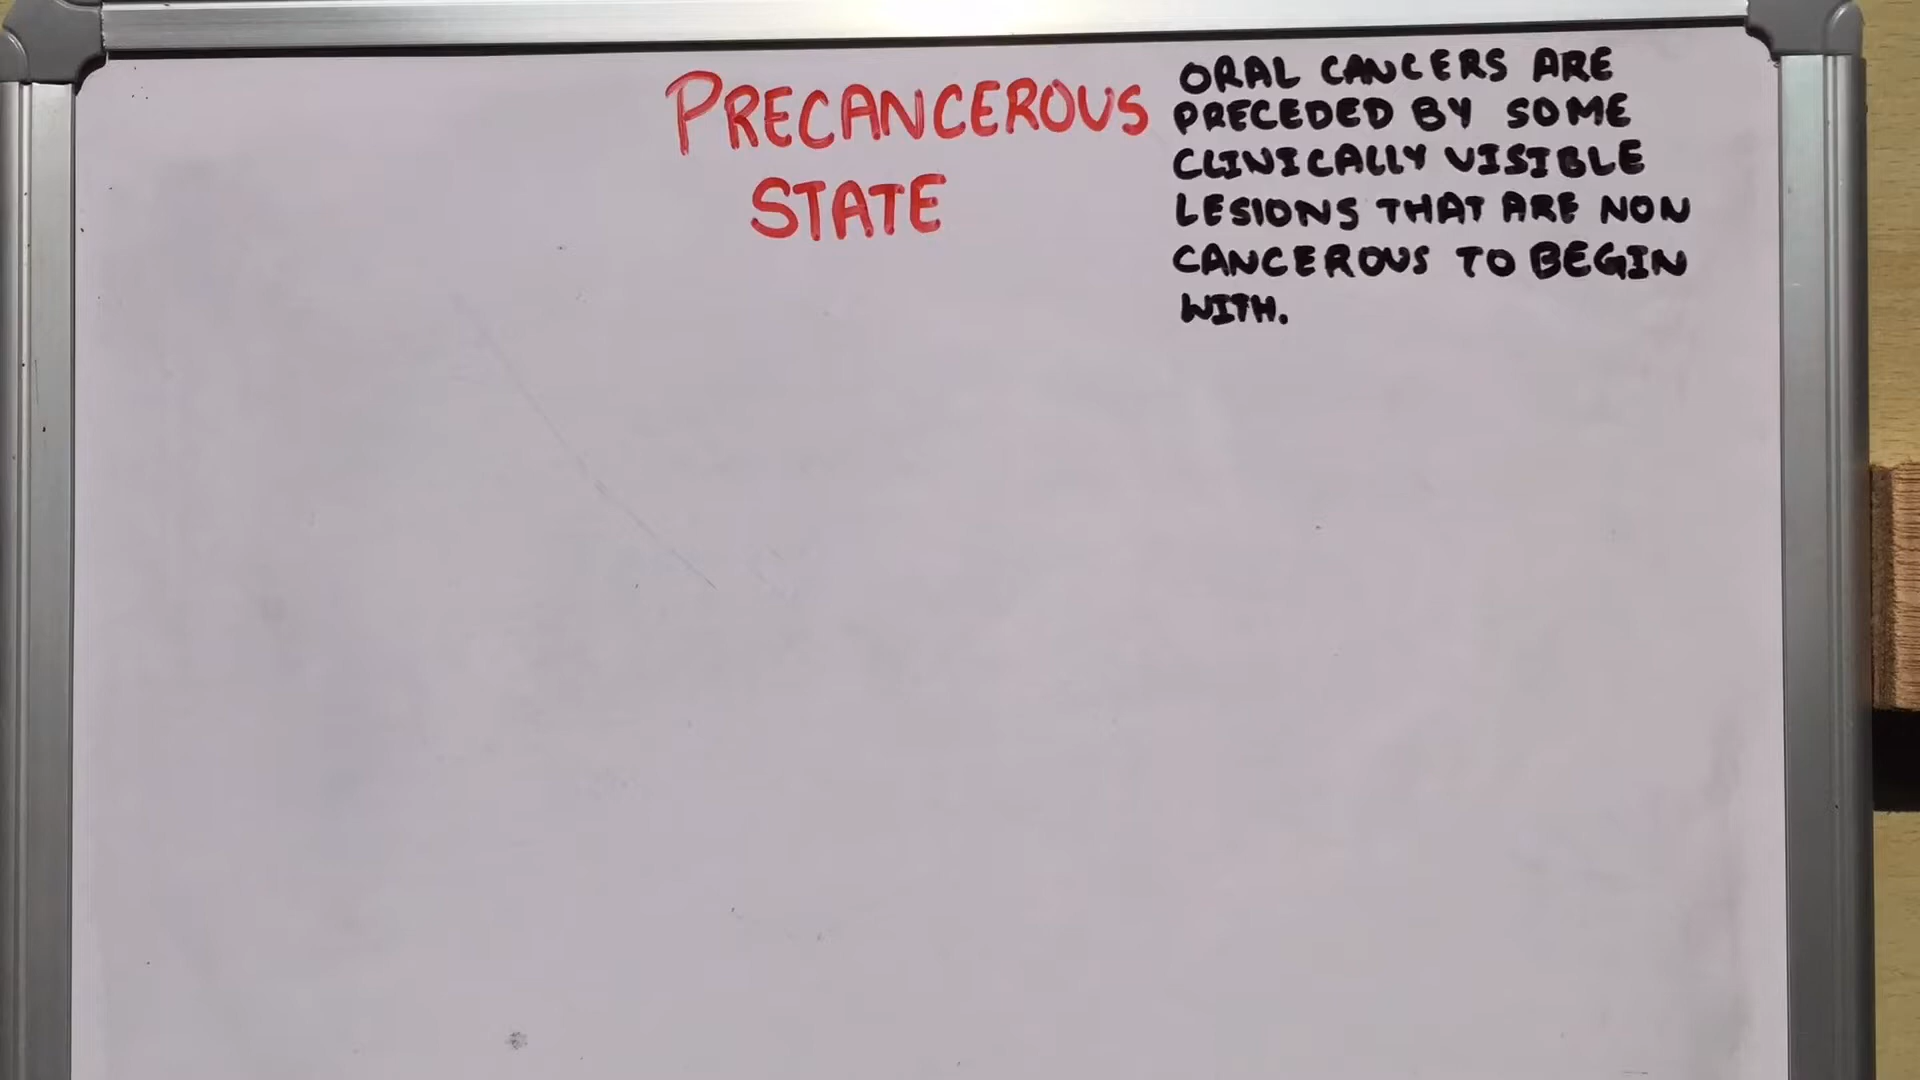 PRECANCEROUS
STATE
ORAL CANCERS ARE
PRECEDED BY SOME
CLINICALLY VISIBLE
LESIONS THAT ARE NON
CANCEROUS TO BEGIN
WITH.